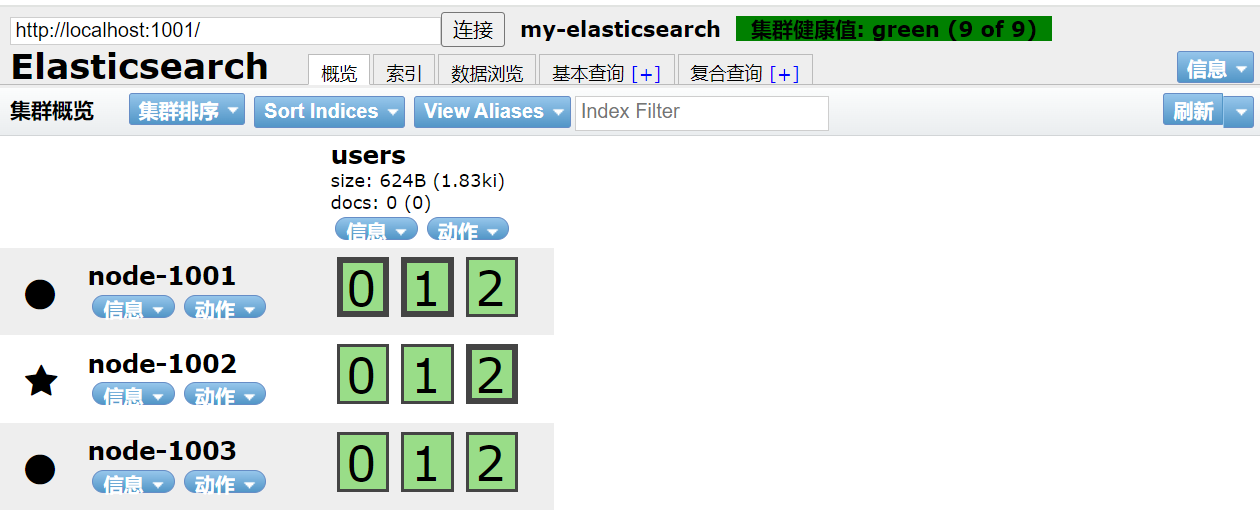 http://localhost:1001/ 连接 my-elasticsearch 集群健康值: green (9 of 9)
Elasticsearch 概览 索引 数据浏览 基本查询 [+] 复合查询 [+] 信息
集群概览 集群排序 Sort Indices View Aliases Index Filter 刷新
users
size: 624B (1.83ki)
docs: 0 (0)
信息 动作
node-1001 0 1 2
信息 动作
node-1002 0 1 2
信息 动作
node-1003 0 1 2
信息 动作